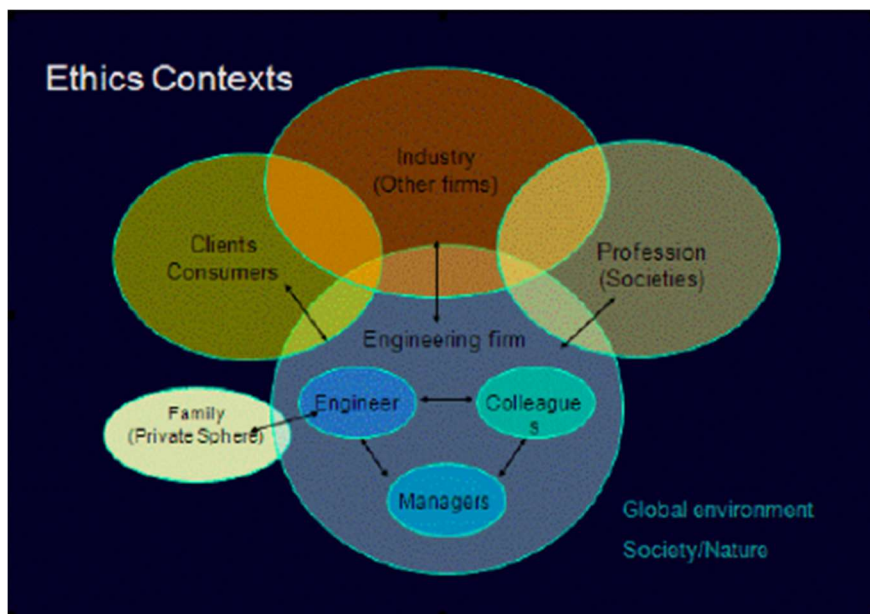 Ethics Contexts
Industry
(Other firms)
Clients
Consumers
Profession
(Societies)
Engineering firm
Engineer
Colleague
s
Family
(Private Sphere)
Managers
Global environment
Society/Nature